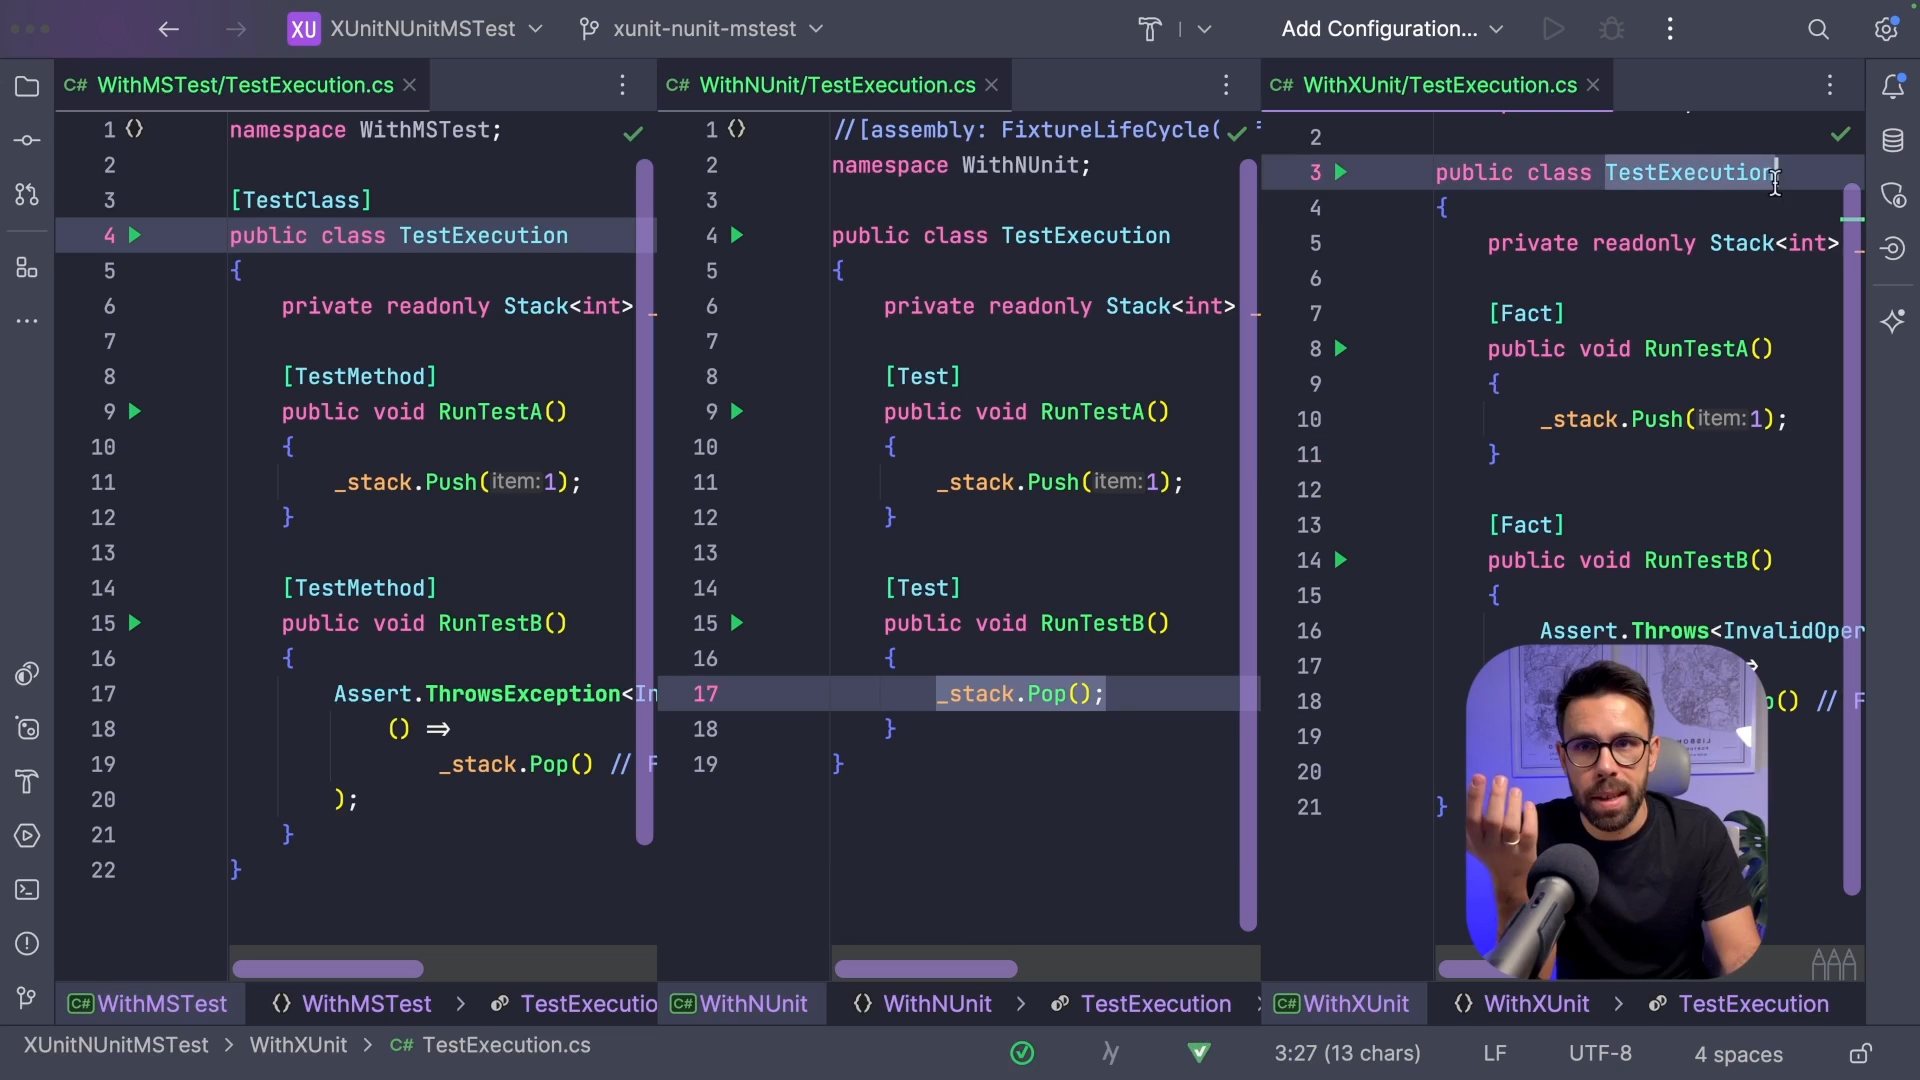 XU XUnitNUnitMSTest xunit-nunit-mstest Add Configuration...
C# WithMSTest/TestExecution.cs
1 namespace WithMSTest;
2
3 [TestClass]
4 public class TestExecution
5 {
6 private readonly Stack<int> _
7
8 [TestMethod]
9 public void RunTestA()
10 {
11 _stack.Push(item:1);
12 }
13
14 [TestMethod]
15 public void RunTestB()
16 {
17 Assert.ThrowsException<In
18 () =>
19 _stack.Pop() // F
20 );
21 }
22 }
C# WithMSTest {} WithMSTest > TestExecutio
C# WithNUnit/TestExecution.cs
1 //[assembly: FixtureLifeCycle(
2 namespace WithNUnit;
3
4 public class TestExecution
5 {
6 private readonly Stack<int> _
7
8 [Test]
9 public void RunTestA()
10 {
11 _stack.Push(item:1);
12 }
13
14 [Test]
15 public void RunTestB()
16 {
17 _stack.Pop();
18 }
19 }
C# WithNUnit {} WithNUnit > TestExecution >
C# WithXUnit/TestExecution.cs
2
3 public class TestExecution
4 {
5 private readonly Stack<int> _
6
7 [Fact]
8 public void RunTestA()
9 {
10 _stack.Push(item:1);
11 }
12
13 [Fact]
14 public void RunTestB()
15 {
16 Assert.Throws<InvalidOper
17
18 () // F
19
20
21 }
C# WithXUnit {} WithXUnit > TestExecution
XUnitNUnitMSTest > WithXUnit > C# TestExecution.cs 3:27 (13 chars) LF UTF-8 4 spaces